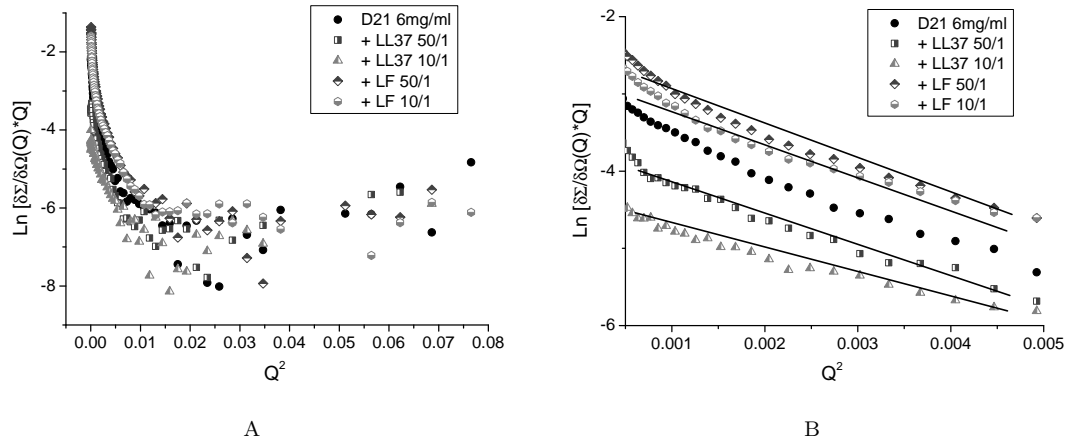 D21 6mg/ml
+ LL37 50/1
+ LL37 10/1
+ LF 50/1
+ LF 10/1
-2
-4
-6
-8
Ln [δΣ/δΩ(Q)*Q]
0.00 0.01 0.02 0.03 0.04 0.05 0.06 0.07 0.08
Q²
A
D21 6mg/ml
+ LL37 50/1
+ LL37 10/1
+ LF 50/1
+ LF 10/1
-2
-4
-6
Ln [δΣ/δΩ(Q)*Q]
0.001 0.002 0.003 0.004 0.005
Q²
B